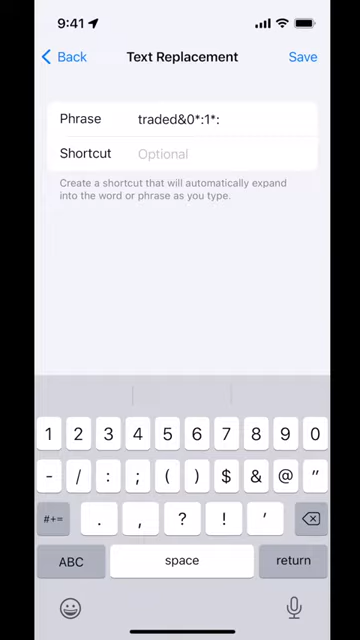 9:41
Back Text Replacement Save
Phrase traded&0*:1*:
Shortcut Optional
Create a shortcut that will automatically expand
into the word or phrase as you type.
1 2 3 4 5 6 7 8 9 0
- / : ; ( ) $ & @ "
#+= . , ? ! '
ABC space return